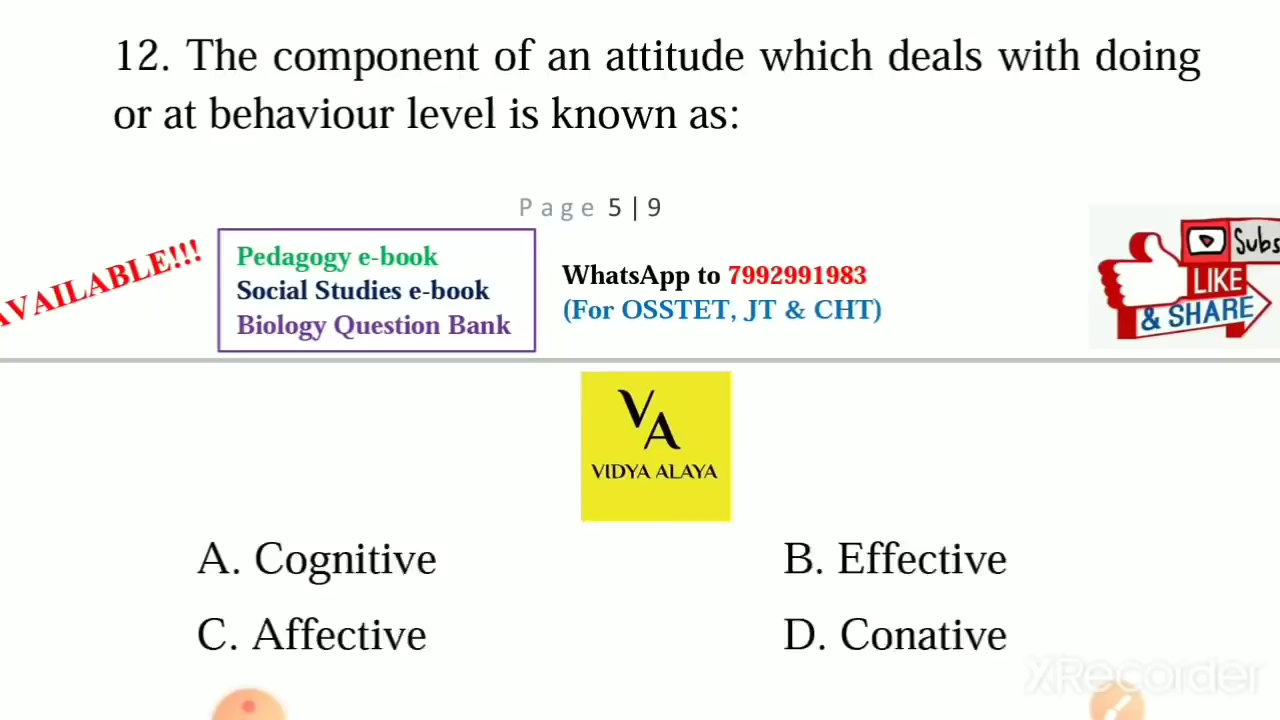 12. The component of an attitude which deals with doing
or at behaviour level is known as:
Page 5 | 9
AVAILABLE!!!
Pedagogy e-book
Social Studies e-book
Biology Question Bank
WhatsApp to 7992991983
(For OSSTET, JT & CHT)
Subs
LIKE
& SHARE
VA
VIDYA ALAYA
A. Cognitive
B. Effective
C. Affective
D. Conative
XRecorder